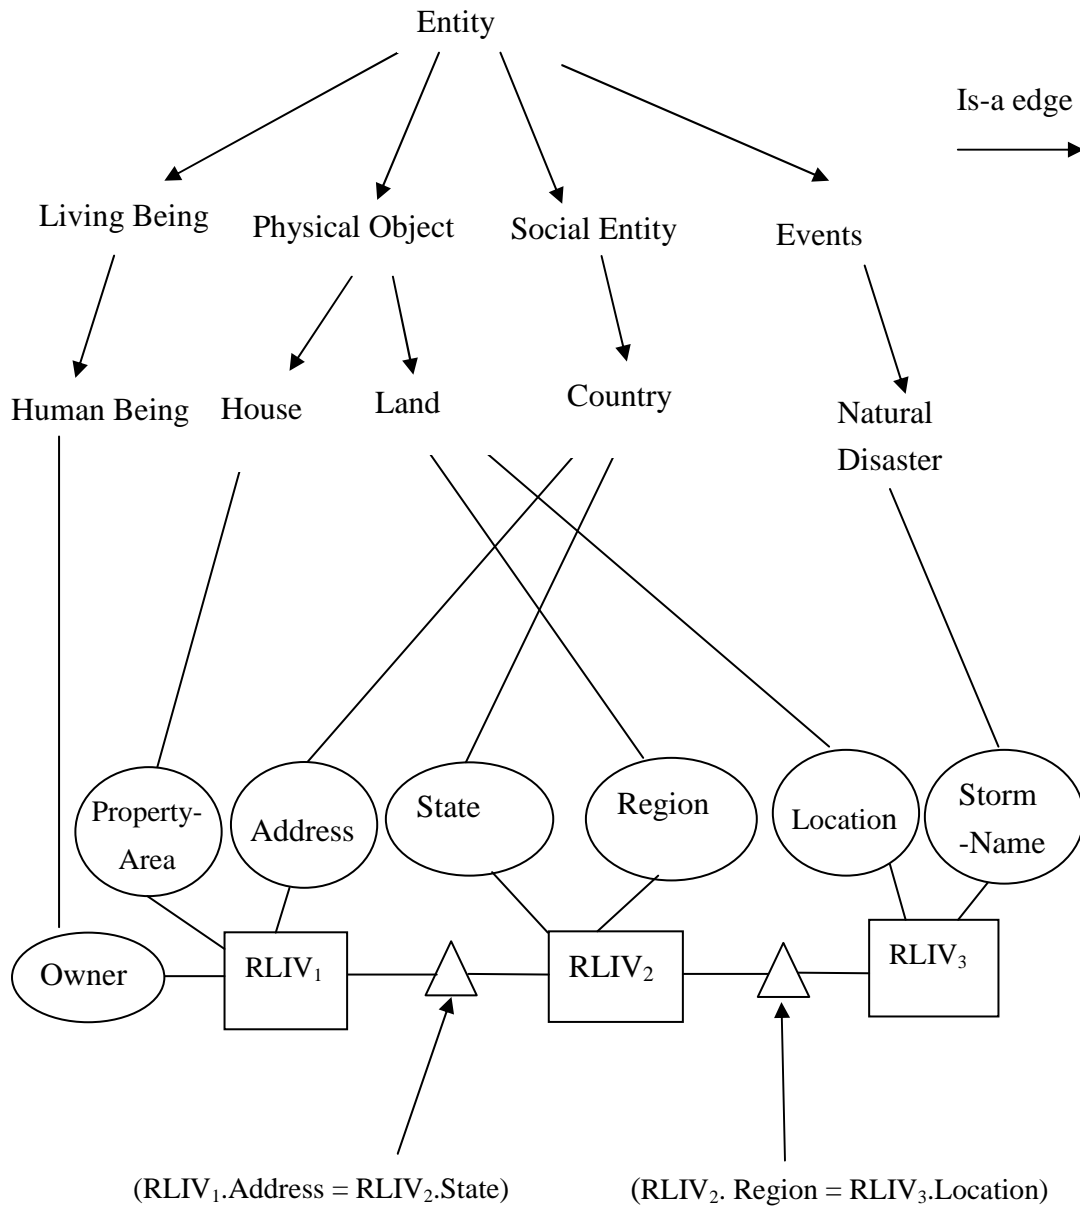 Entity
Is-a edge
Living Being
Physical Object
Social Entity
Events
Human Being
House
Land
Country
Natural
Disaster
Property-
Area
Address
State
Region
Location
Storm
-Name
Owner
RLIV₁
RLIV₂
RLIV₃
(RLIV₁.Address = RLIV₂.State)
(RLIV₂. Region = RLIV₃.Location)